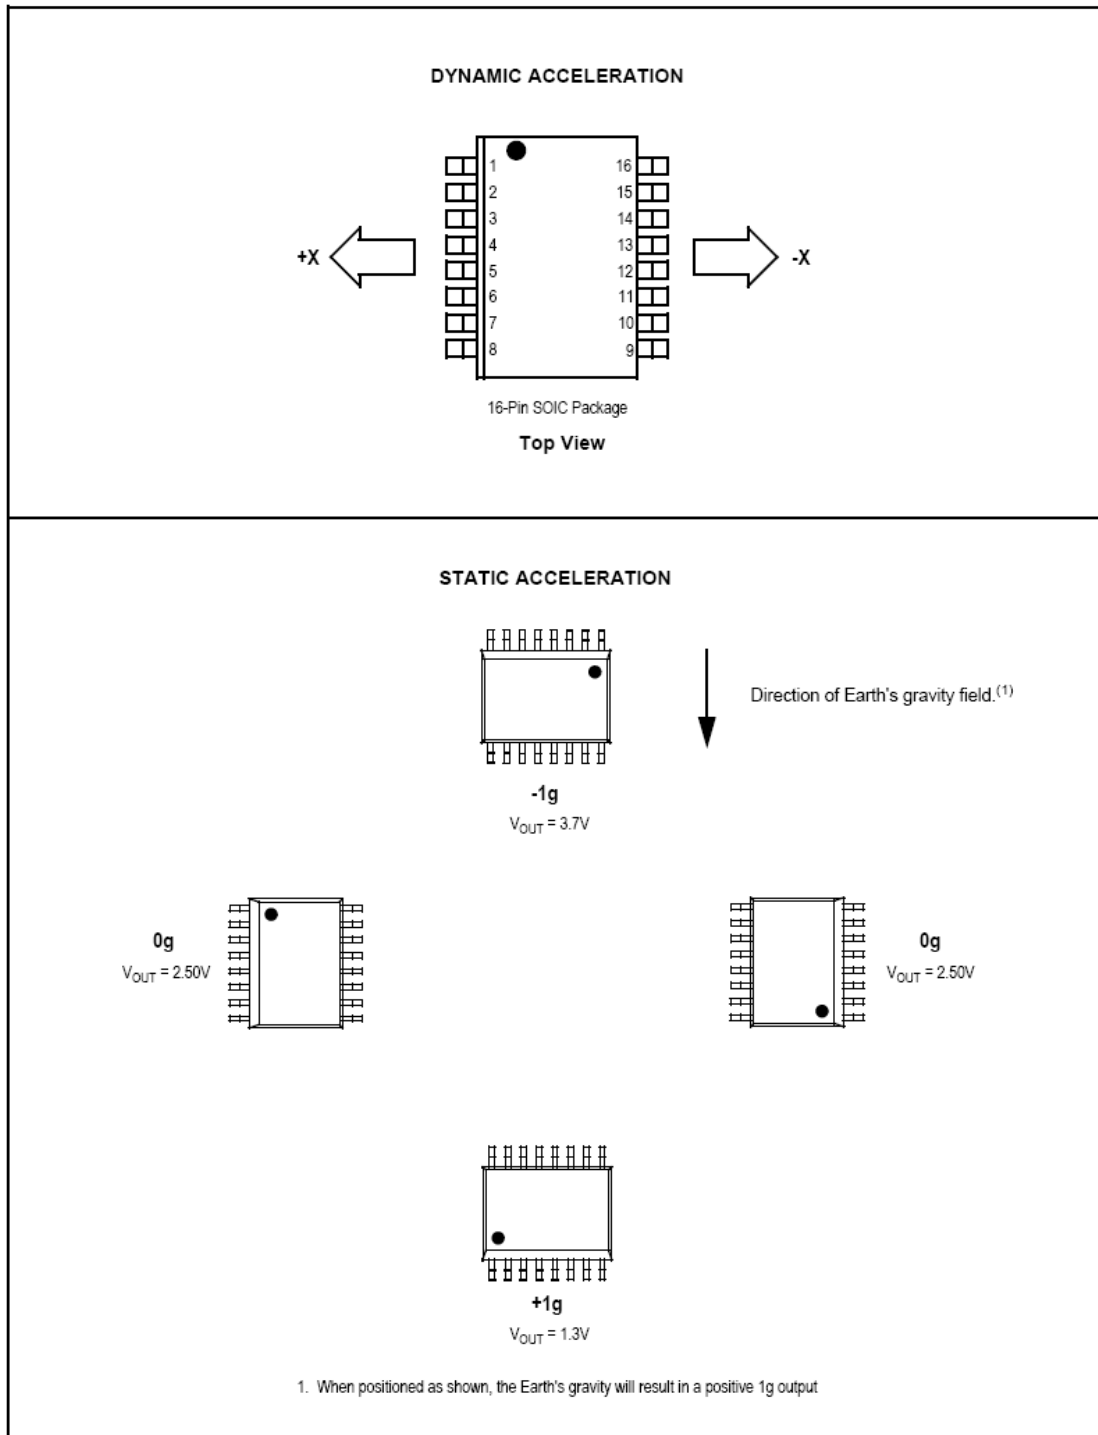 DYNAMIC ACCELERATION
1 16
2 15
3 14
4 13
+X -X
5 12
6 11
7 10
8 9
16-Pin SOIC Package
Top View
STATIC ACCELERATION
Direction of Earth's gravity field.(1)
-1g
VOUT = 3.7V
0g
VOUT = 2.50V
0g
VOUT = 2.50V
+1g
VOUT = 1.3V
1. When positioned as shown, the Earth's gravity will result in a positive 1g output